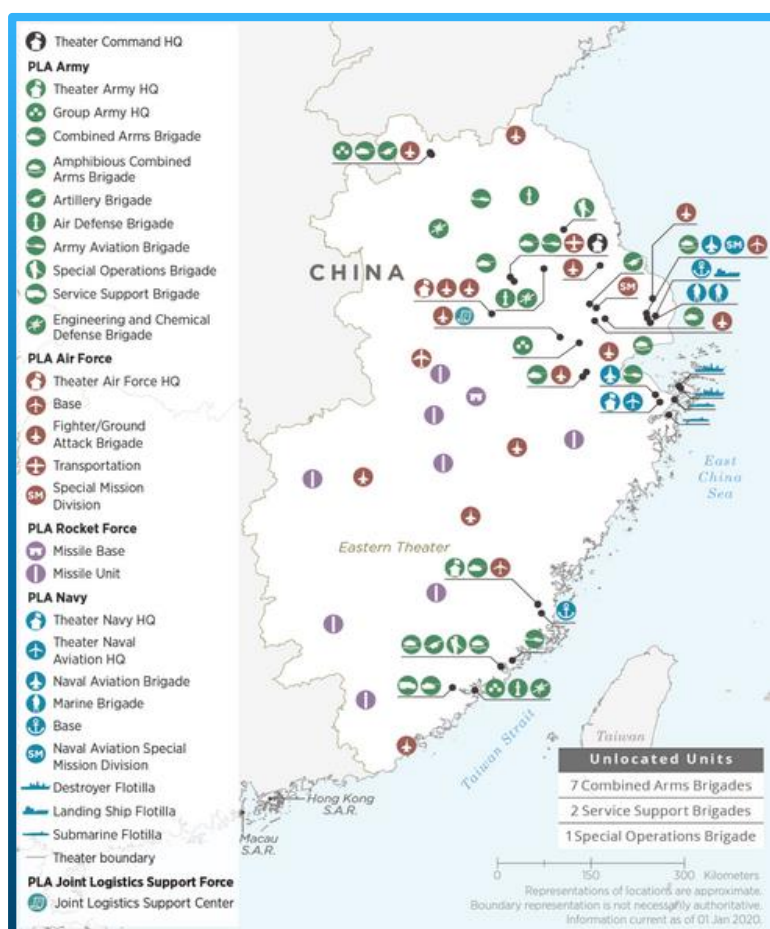 Theater Command HQ
PLA Army
Theater Army HQ
Group Army HQ
Combined Arms Brigade
Amphibious Combined
Arms Brigade
Artillery Brigade
Air Defense Brigade
Army Aviation Brigade
Special Operations Brigade
Service Support Brigade
Engineering and Chemical
Defense Brigade
PLA Air Force
Theater Air Force HQ
Base
Fighter/Ground
Attack Brigade
Transportation
SM
Special Mission
Division
PLA Rocket Force
Missile Base
Missile Unit
PLA Navy
Theater Navy HQ
Theater Naval
Aviation HQ
Naval Aviation Brigade
Marine Brigade
Base
SM
Naval Aviation Special
Mission Division
Destroyer Flotilla
Landing Ship Flotilla
Submarine Flotilla
Theater boundary
PLA Joint Logistics Support Force
Joint Logistics Support Center
CHINA
SM
SM
East
China
Sea
Eastern Theater
Taiwan Strait
Taiwan
Hong Kong
S.A.R.
Macau
S.A.R.
Unlocated Units
7 Combined Arms Brigades
2 Service Support Brigades
1 Special Operations Brigade
0 150 300 Kilometers
Representations of locations are approximate.
Boundary representation is not necessarily authoritative.
Information current as of 01 Jan 2020.